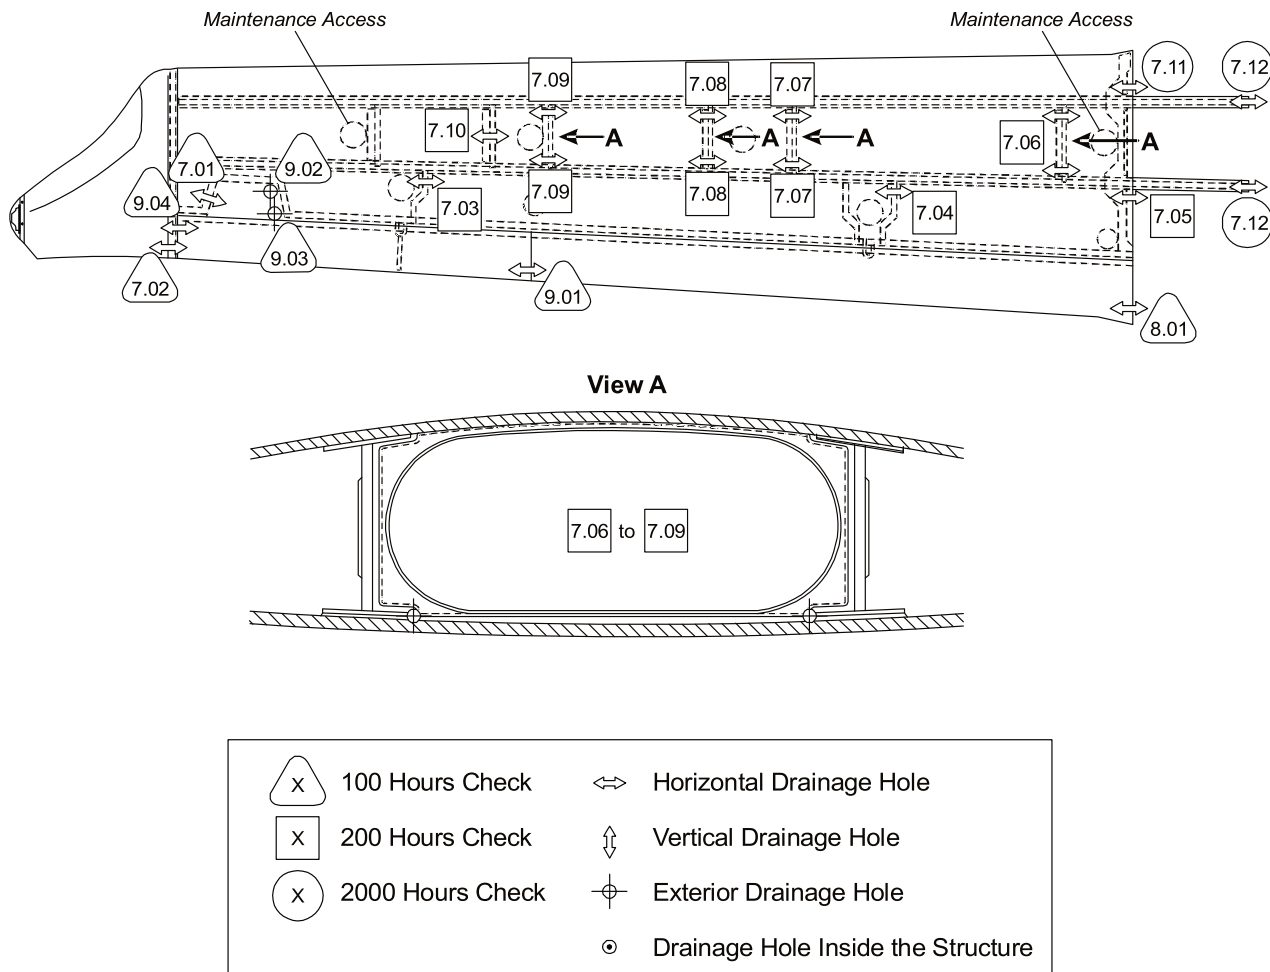 Maintenance Access Maintenance Access
7.11 7.12
7.09 7.08 7.07
7.10 A A A 7.06 A
7.01 9.02
9.04 7.03 7.09 7.08 7.07 7.04 7.05 7.12
9.03
7.02 9.01
8.01
View A
7.06 to 7.09
X 100 Hours Check Horizontal Drainage Hole
X 200 Hours Check Vertical Drainage Hole
X 2000 Hours Check Exterior Drainage Hole
Drainage Hole Inside the Structure